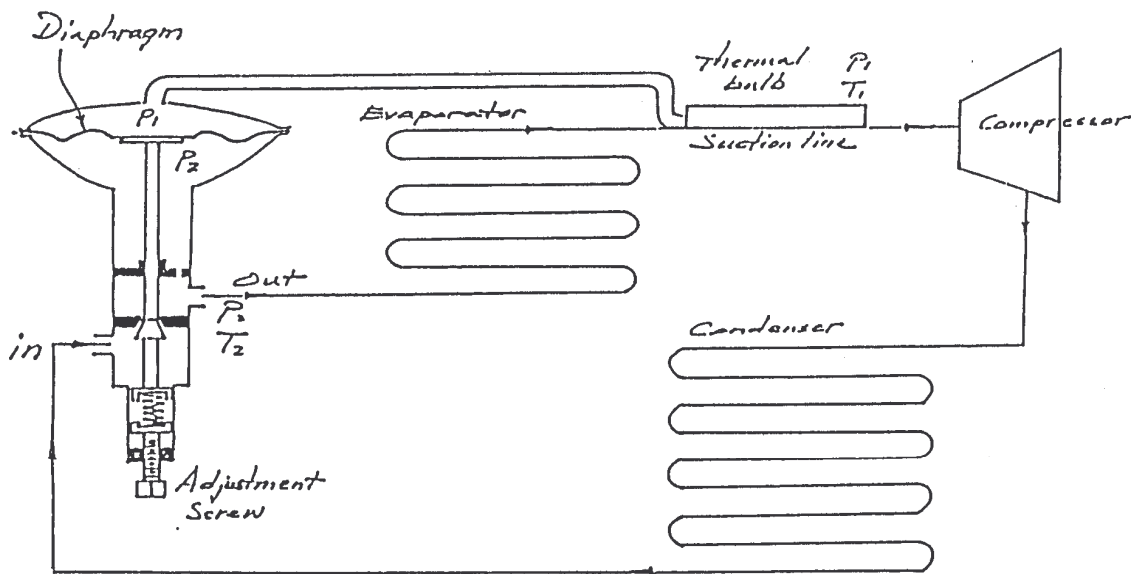 Diaphragm
P1
P2
Evaporator
Thermal
bulb
P1
T1
Suction line
Compressor
Out
P2
T2
in
Condenser
Adjustment
Screw